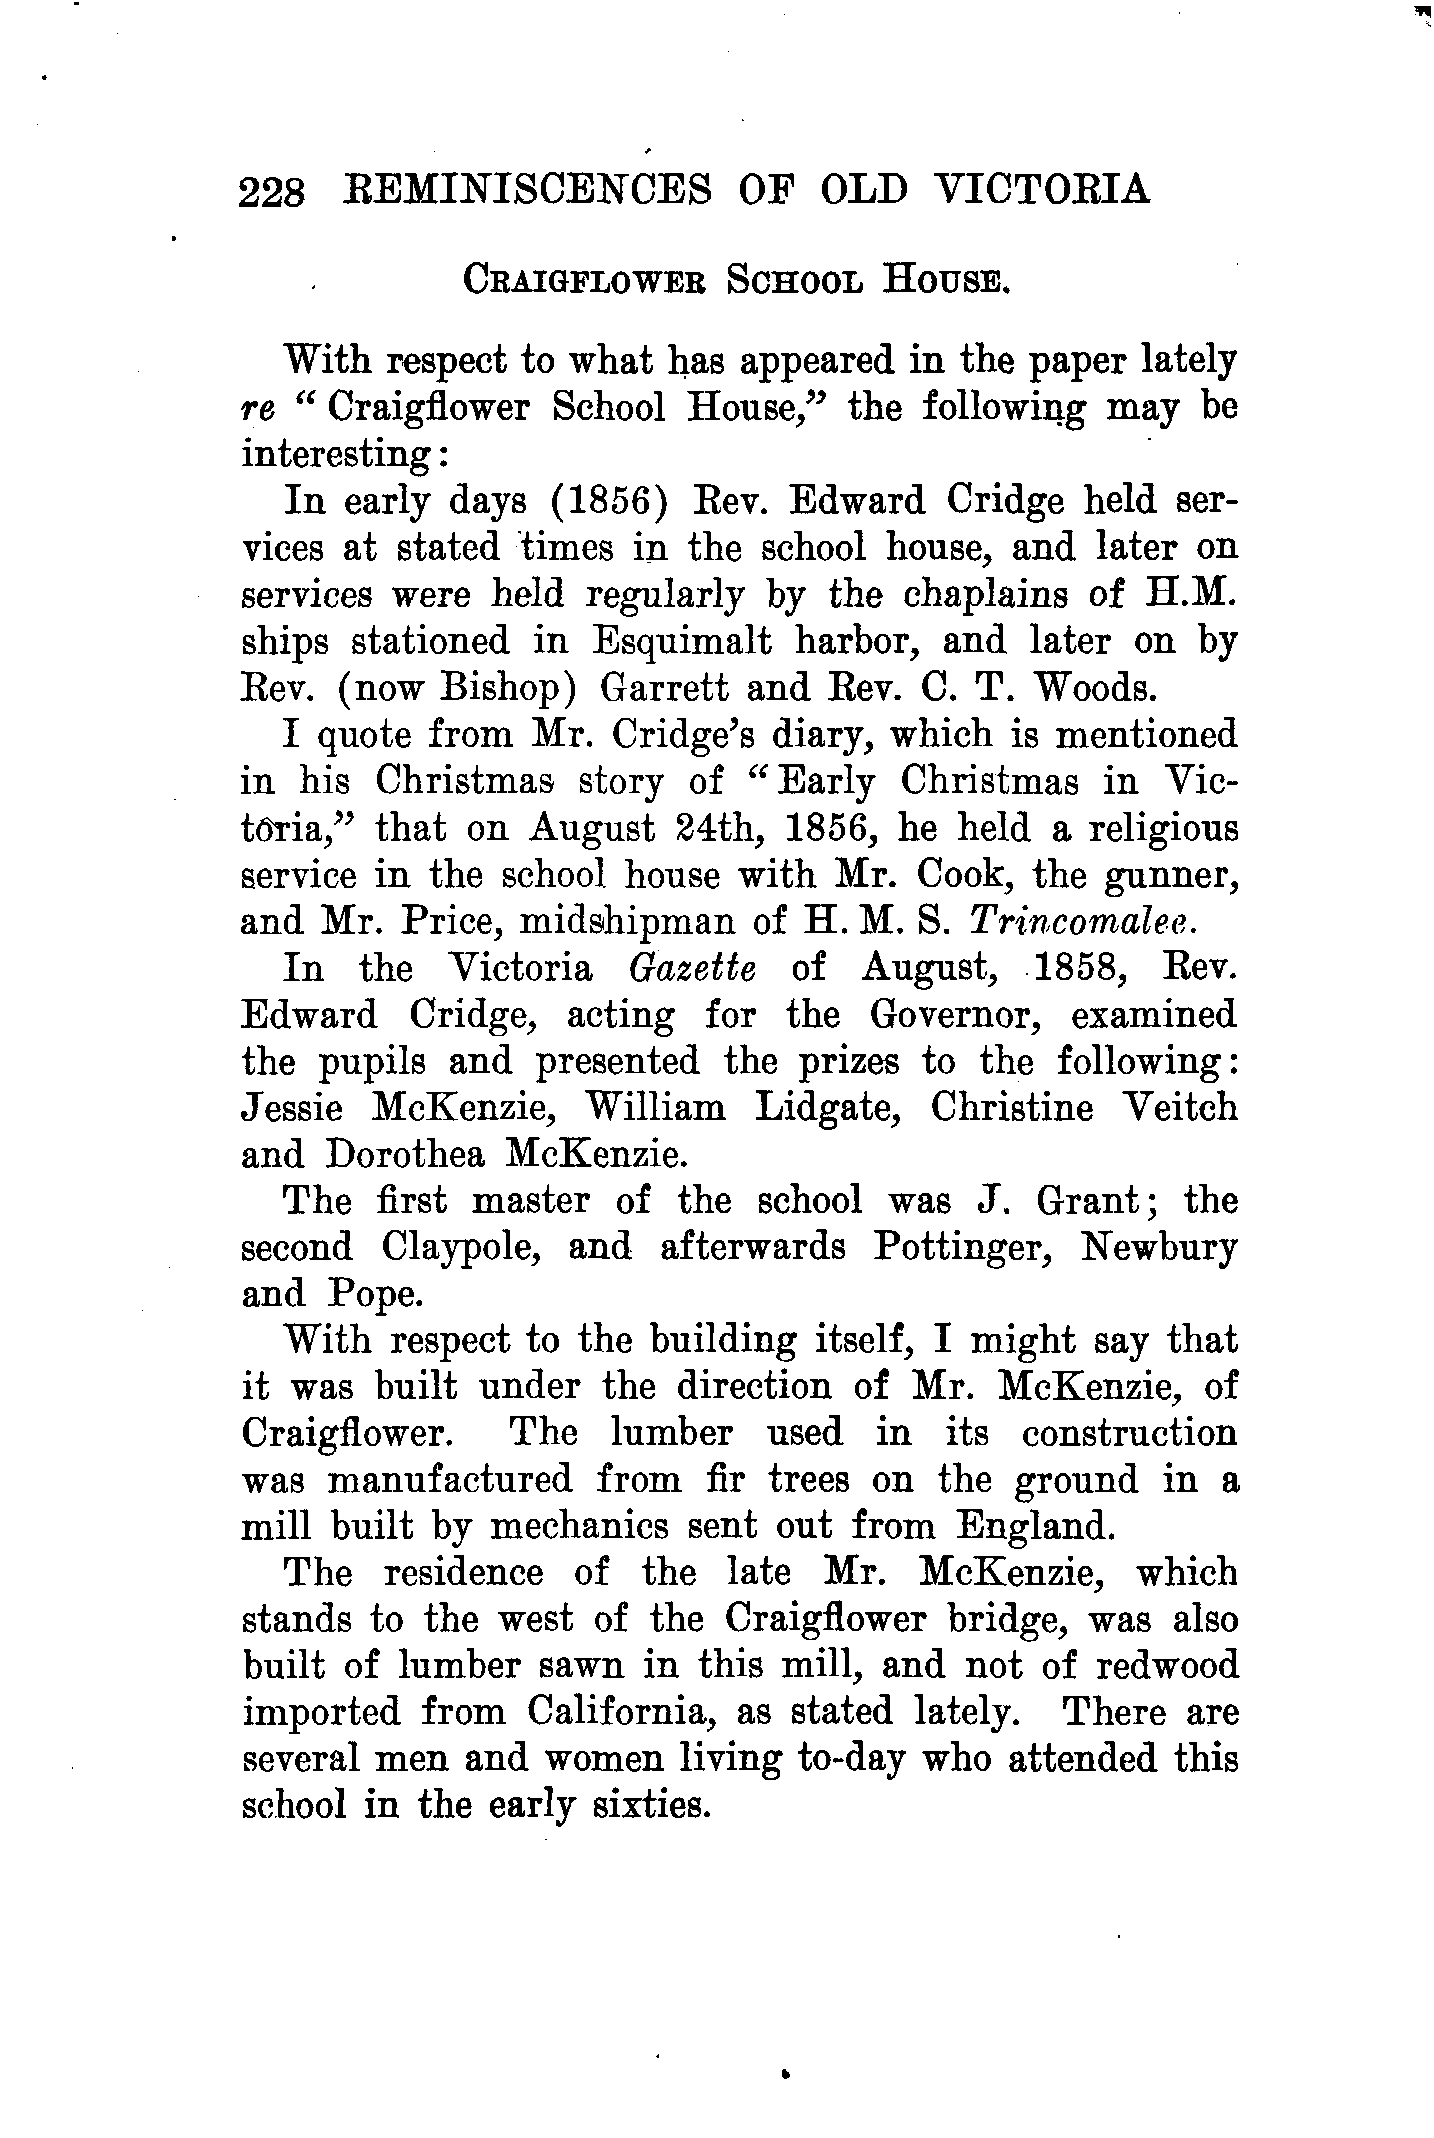 228 REMINISCENCES OF OLD VICTORIA
CRAIGFLOWER SCHOOL HOUSE.
With respect to what has appeared in the paper lately
re “Craigflower School House,” the following may be
interesting:
In early days (1856) Rev. Edward Cridge held ser-
vices at stated times in the school house, and later on
services were held regularly by the chaplains of H.M.
ships stationed in Esquimalt harbor, and later on by
Rev. (now Bishop) Garrett and Rev. C. T. Woods.
I quote from Mr. Cridge’s diary, which is mentioned
in his Christmas story of “Early Christmas in Vic-
toria,” that on August 24th, 1856, he held a religious
service in the school house with Mr. Cook, the gunner,
and Mr. Price, midshipman of H. M. S. Trincomalee.
In the Victoria Gazette of August, 1858, Rev.
Edward Cridge, acting for the Governor, examined
the pupils and presented the prizes to the following:
Jessie McKenzie, William Lidgate, Christine Veitch
and Dorothea McKenzie.
The first master of the school was J. Grant; the
second Claypole, and afterwards Pottinger, Newbury
and Pope.
With respect to the building itself, I might say that
it was built under the direction of Mr. McKenzie, of
Craigflower. The lumber used in its construction
was manufactured from fir trees on the ground in a
mill built by mechanics sent out from England.
The residence of the late Mr. McKenzie, which
stands to the west of the Craigflower bridge, was also
built of lumber sawn in this mill, and not of redwood
imported from California, as stated lately. There are
several men and women living to-day who attended this
school in the early sixties.